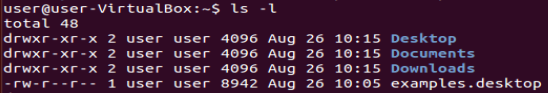 user@user-VirtualBox:~$ ls -l
total 48
drwxr-xr-x 2 user user 4096 Aug 26 10:15 Desktop
drwxr-xr-x 2 user user 4096 Aug 26 10:15 Documents
drwxr-xr-x 2 user user 4096 Aug 26 10:15 Downloads
-rw-r--r-- 1 user user 8942 Aug 26 10:05 examples.desktop